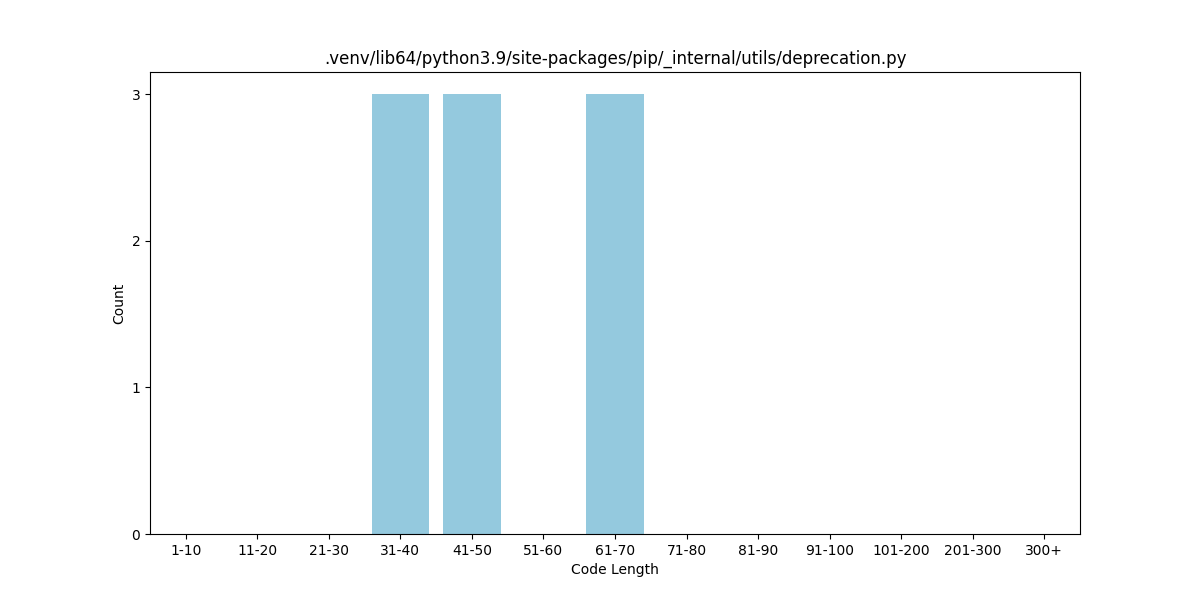 .venv/lib64/python3.9/site-packages/pip/_internal/utils/deprecation.py
3
2
1
0
Count
1-10 11-20 21-30 31-40 41-50 51-60 61-70 71-80 81-90 91-100 101-200 201-300 300+
Code Length